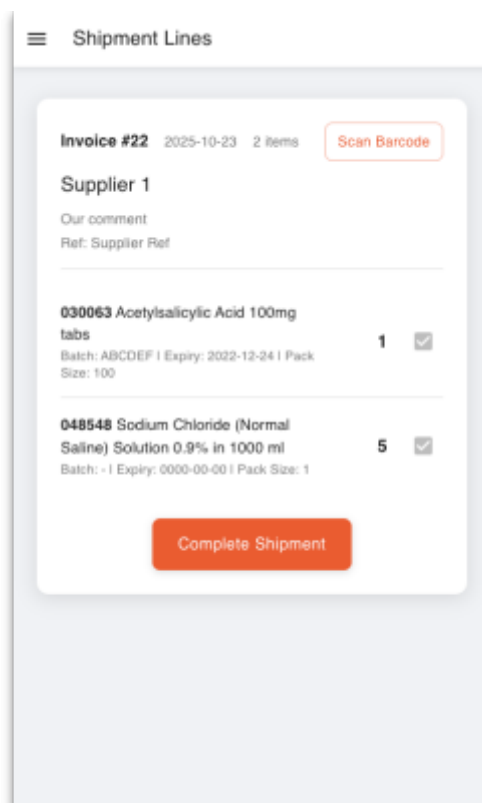 Shipment Lines
Invoice #22 2025-10-23 2 items Scan Barcode
Supplier 1
Our comment
Ref: Supplier Ref
030063 Acetylsalicylic Acid 100mg
tabs
Batch: ABCDEF | Expiry: 2022-12-24 | Pack
Size: 100
1
048548 Sodium Chloride (Normal
Saline) Solution 0.9% in 1000 ml
Batch: - | Expiry: 0000-00-00 | Pack Size: 1
5
Complete Shipment